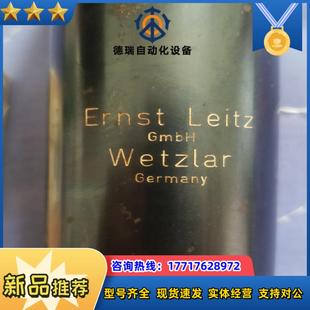 德瑞自动化设备
Ernst Leitz
GmbH
Wetzlar
Germany
新品推荐
咨询热线：17717628972
型号齐全 现货速发 实体经营 支持对公